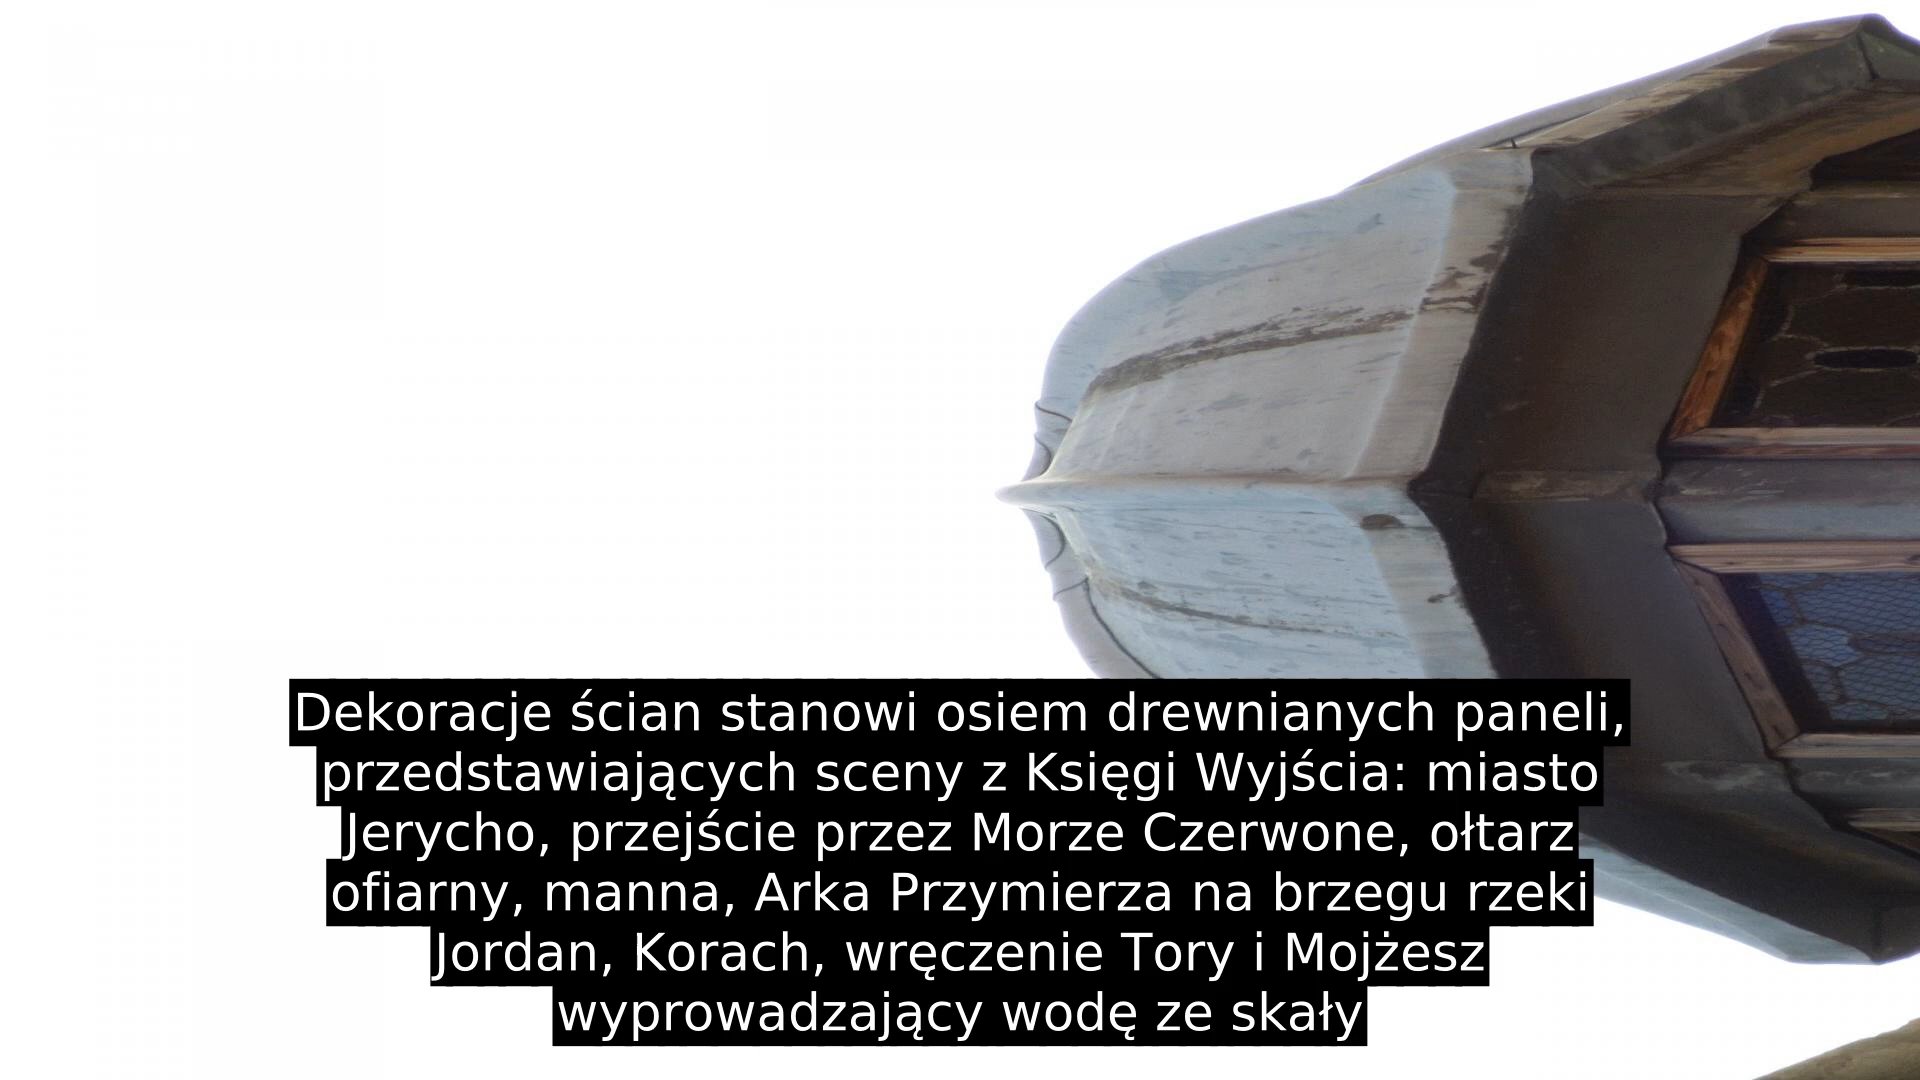 Dekoracje ścian stanowi osiem drewnianych paneli,
przedstawiających sceny z Księgi Wyjścia: miasto
Jerycho, przejście przez Morze Czerwone, ołtarz
ofiarny, manna, Arka Przymierza na brzegu rzeki
Jordan, Korach, wręczenie Tory i Mojżesz
wyprowadzający wodę ze skały